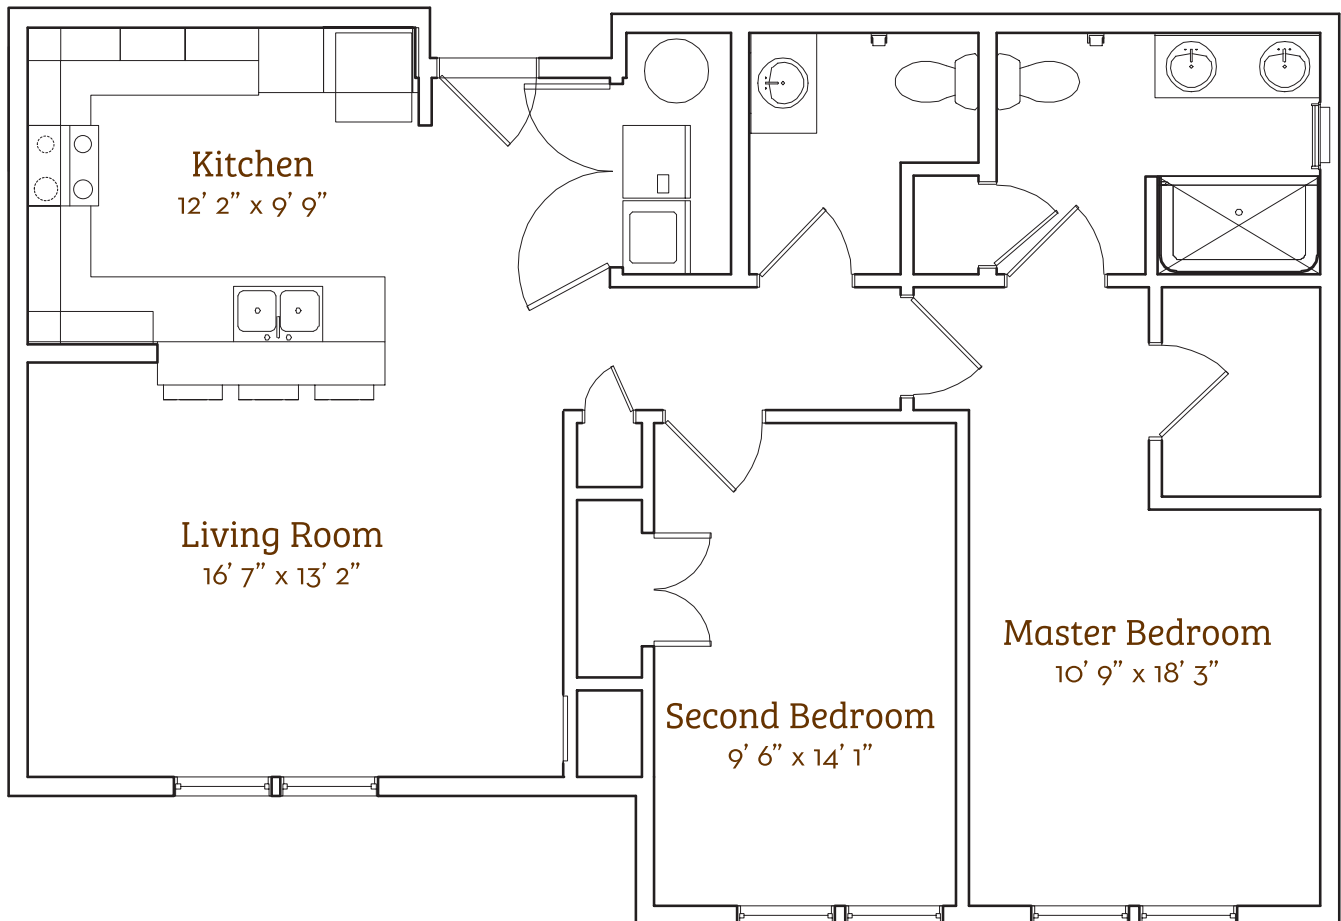 Kitchen
12’ 2” x 9’ 9”
Living Room
16’ 7” x 13’ 2”
Master Bedroom
10’ 9” x 18’ 3”
Second Bedroom
9’ 6” x 14’ 1”